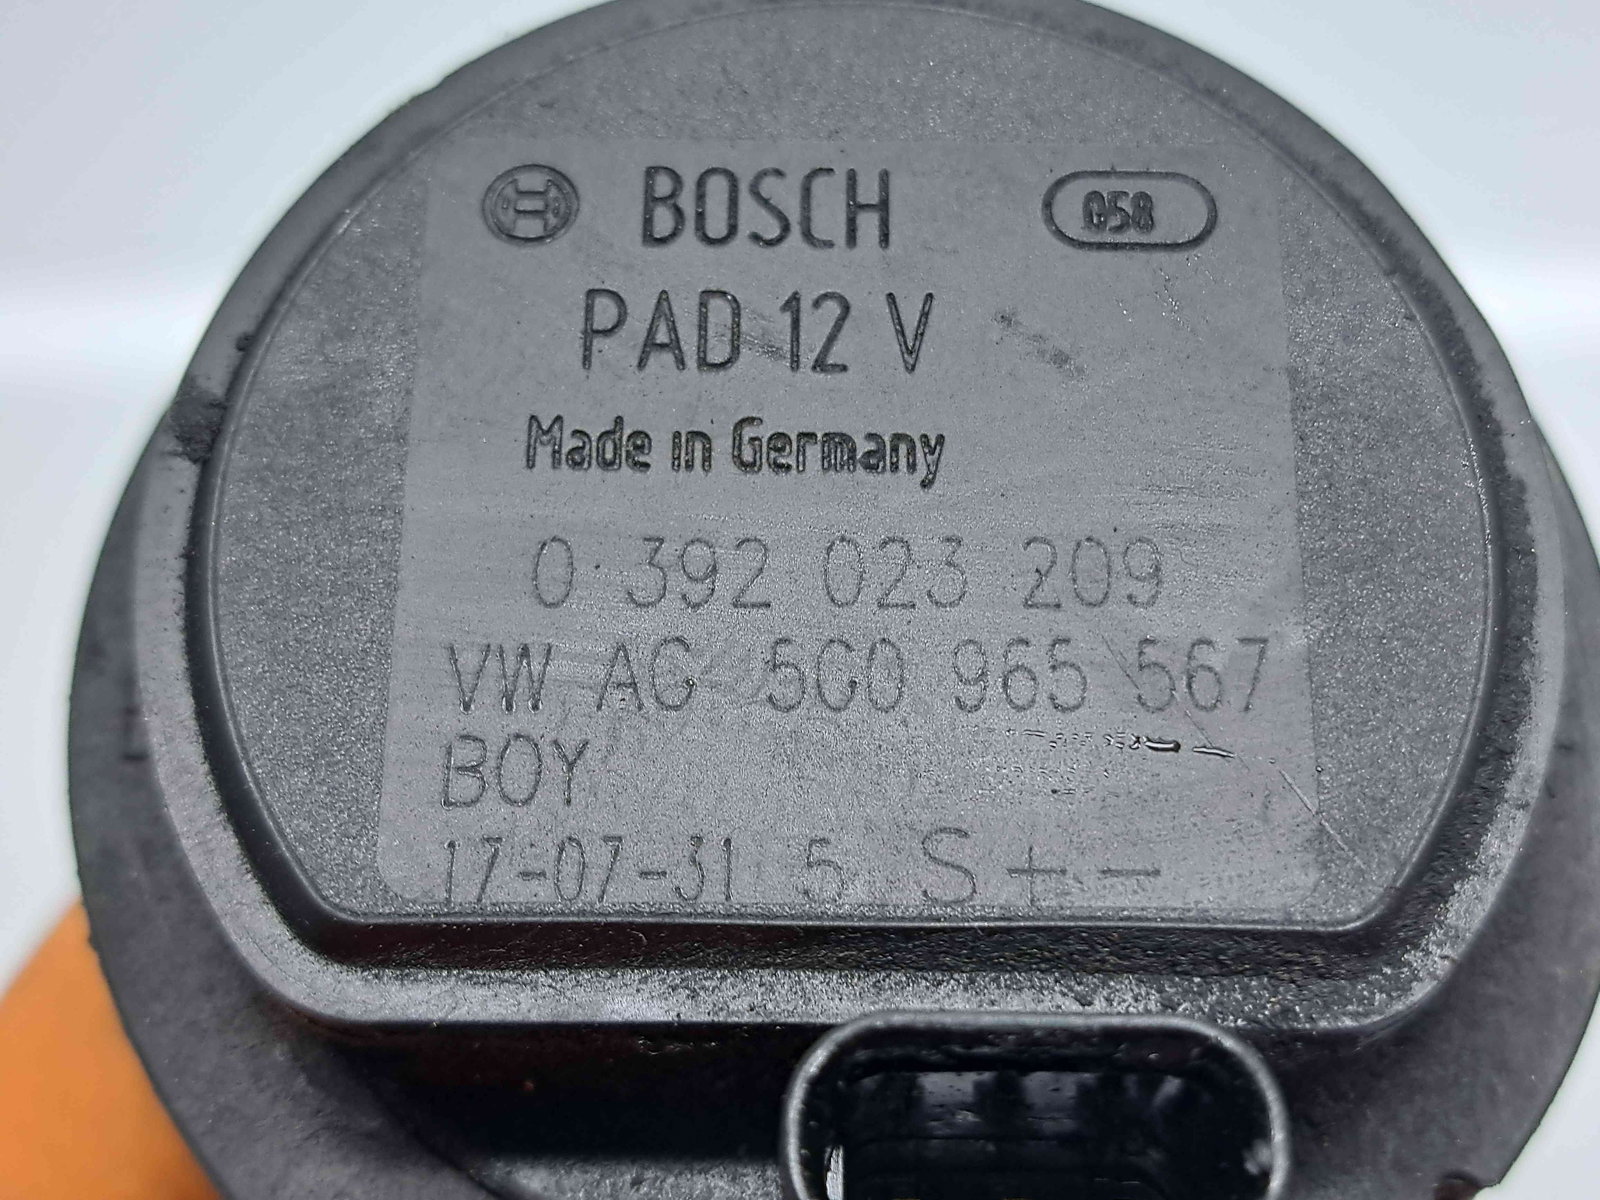 BOSCH 058
PAD 12 V
Made in Germany
0 392 023 209
VW AG 5G0 965 567
BOY
17-07-31 5 S + -